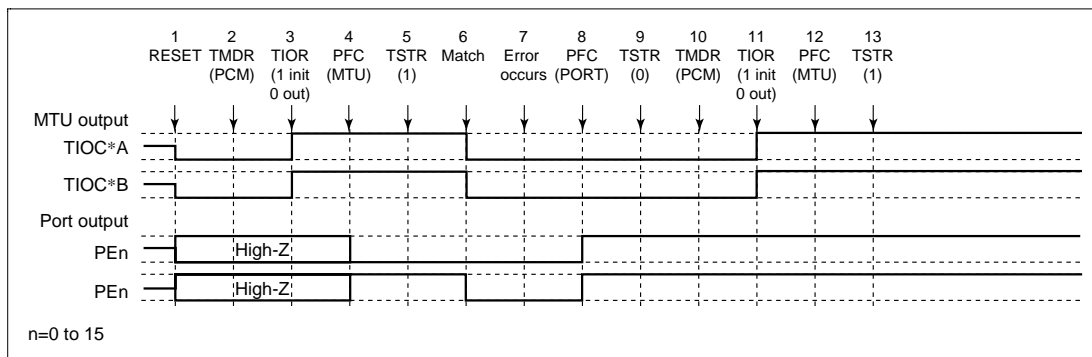 1 2 3 4 5 6 7 8 9 10 11 12 13
RESET TMDR TIOR PFC TSTR Match Error PFC TSTR TMDR TIOR PFC TSTR
(PCM) (1 init (MTU) (1) occurs (PORT) (0) (PCM) (1 init (MTU) (1)
0 out) 0 out)
MTU output
TIOC*A
TIOC*B
Port output
PEn High-Z
PEn High-Z
n=0 to 15